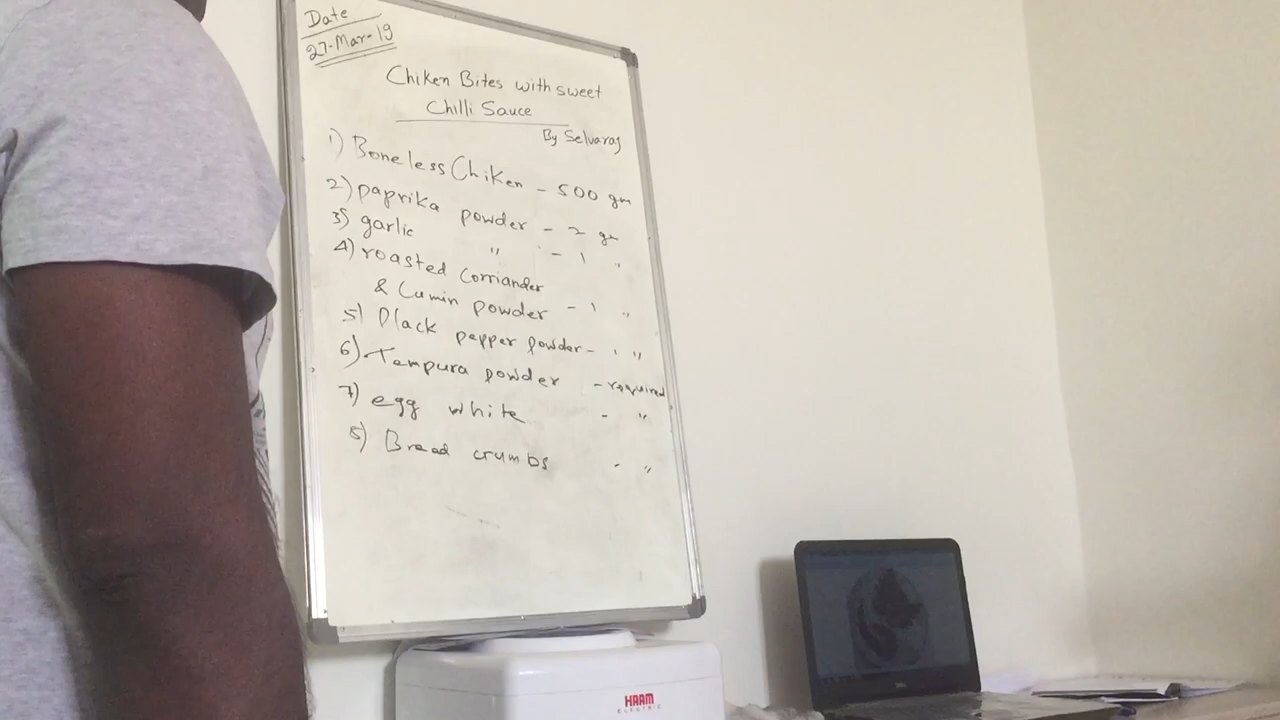 Date
27-Mar-19
Chiken Bites with sweet
Chilli Sauce
By Selvaraj
1) Boneless Chiken - 500 gm
2) paprika powder - 2 gm
3) garlic " - 1 "
4) roasted Corriander
& Cumin powder - 1 "
5) Black pepper powder - 1 "
6) Tempura powder - required
7) egg white - "
8) Bread crumbs - "
HAAM
ELECTRIC
DELL